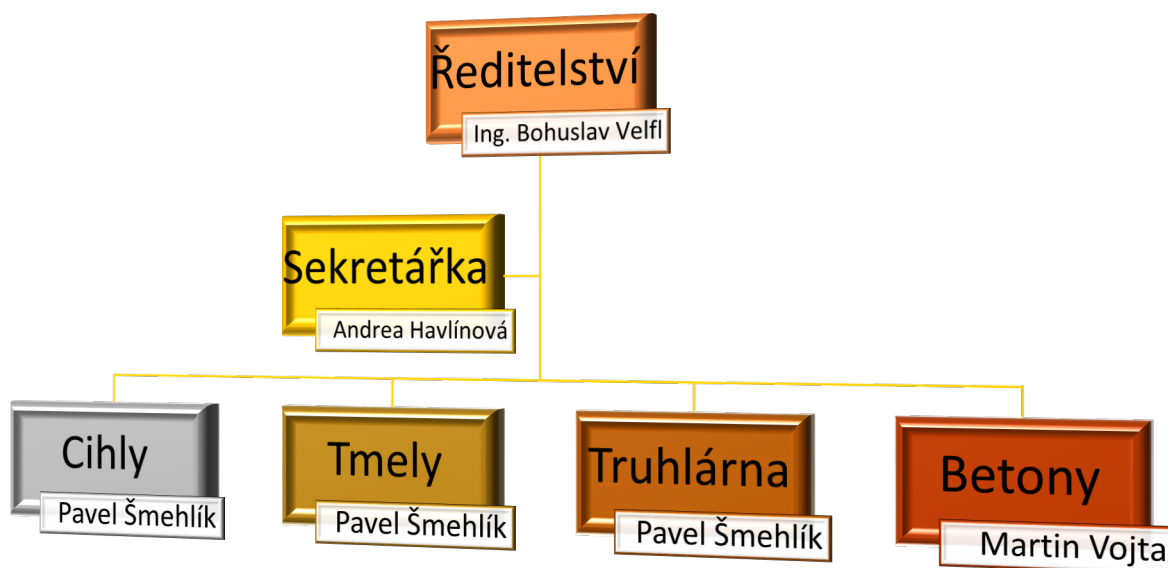 Ředitelství
Ing. Bohuslav Velfl
Sekretářka
Andrea Havlínová
Cihly
Pavel Šmehlík
Tmely
Pavel Šmehlík
Truhlárna
Pavel Šmehlík
Betony
Martin Vojta